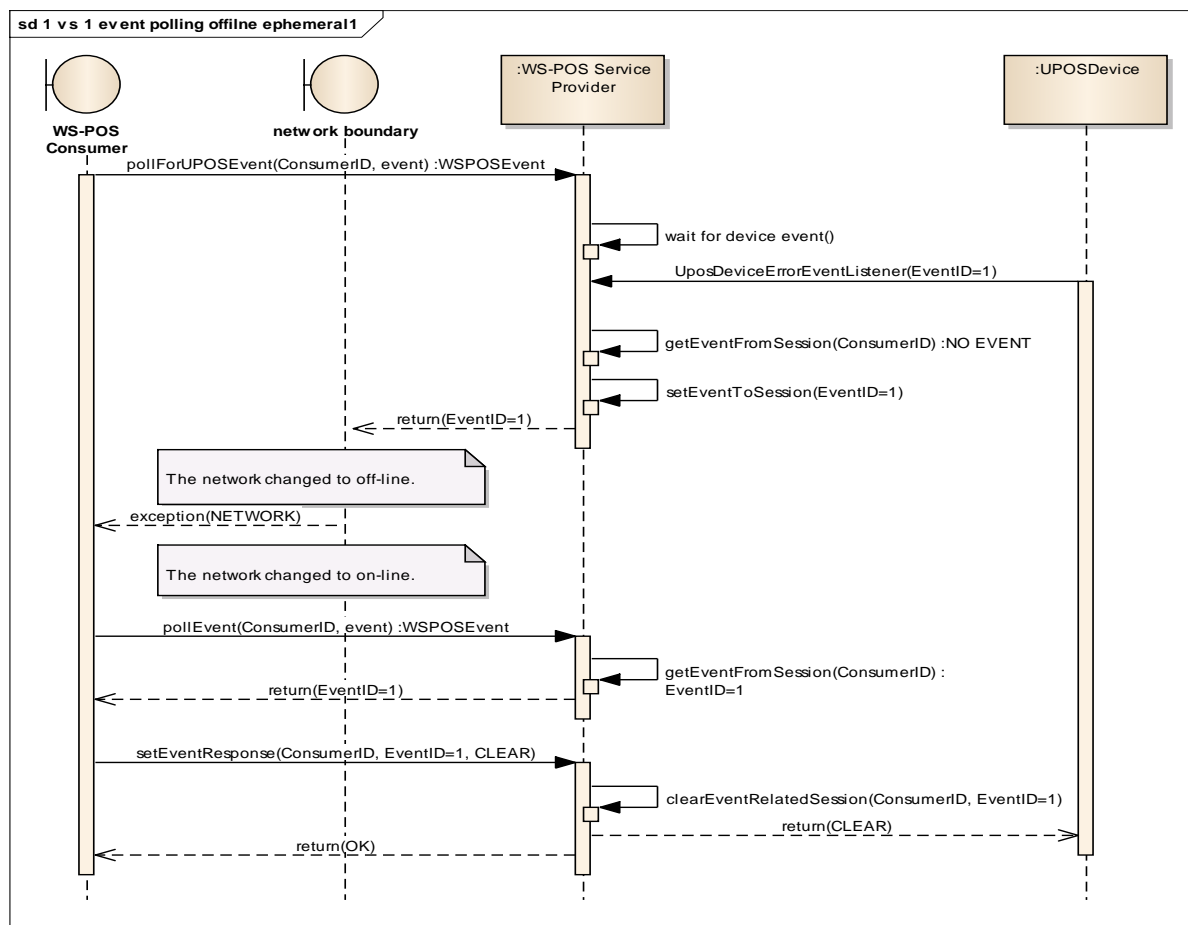 sd 1 vs 1 event polling offilne ephemeral1
:WS-POS Service
Provider
:UPOSDevice
WS-POS
Consumer
network boundary
pollForUPOSEvent(ConsumerID, event) :WSPOSEvent
wait for device event()
UposDeviceErrorEventListener(EventID=1)
getEventFromSession(ConsumerID) :NO EVENT
setEventToSession(EventID=1)
return(EventID=1)
The network changed to off-line.
exception(NETWORK)
The network changed to on-line.
pollEvent(ConsumerID, event) :WSPOSEvent
getEventFromSession(ConsumerID) :
EventID=1
return(EventID=1)
setEventResponse(ConsumerID, EventID=1, CLEAR)
clearEventRelatedSession(ConsumerID, EventID=1)
return(CLEAR)
return(OK)